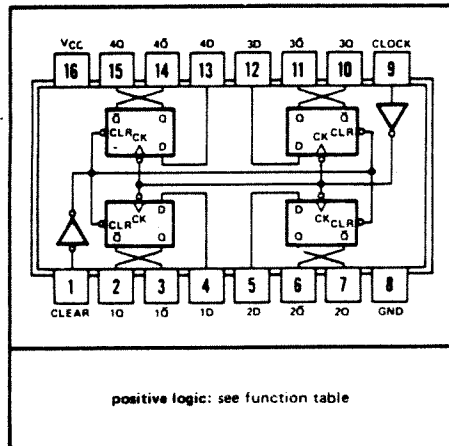 VCC 4Q 4Q̄ 4D 3D 3Q̄ 3Q CLOCK
16 15 14 13 12 11 10 9
Q̄ Q Q Q̄
CLR CK CK CLR
D D
D D
CLR CK CK CLR
Q̄ Q Q Q̄
1 2 3 4 5 6 7 8
CLEAR 1Q 1Q̄ 1D 2D 2Q̄ 2Q GND
positive logic: see function table